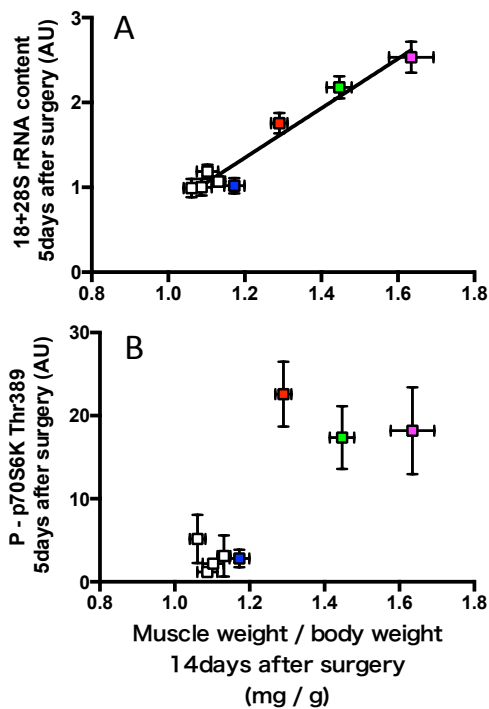 A
18+28S rRNA content
5days after surgery (AU)
3
2
1
0
0.8 1.0 1.2 1.4 1.6 1.8
B
P - p70S6K Thr389
5days after surgery (AU)
30
20
10
0
0.8 1.0 1.2 1.4 1.6 1.8
Muscle weight / body weight
14days after surgery
(mg / g)